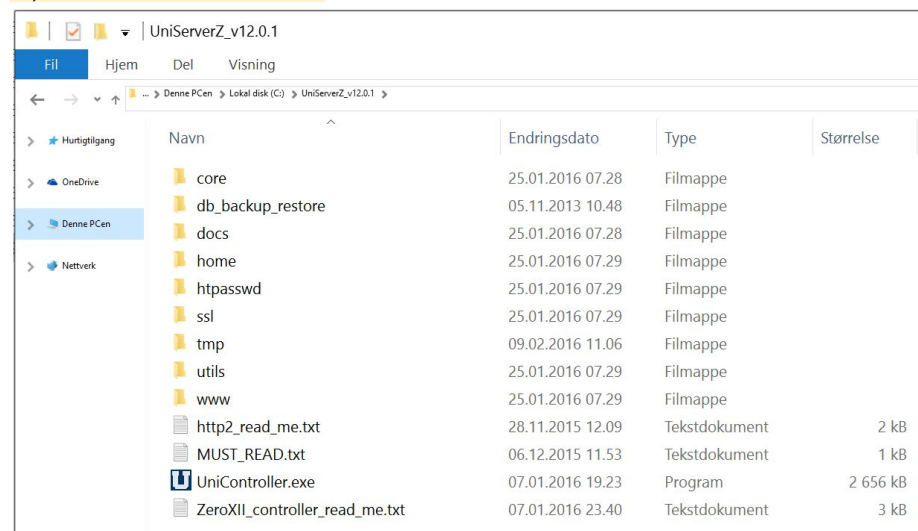 UniServerZ_v12.0.1
Fil Hjem Del Visning
... > Denne PCen > Lokal disk (C:) > UniServerZ_v12.0.1 >
Hurtigtilgang
OneDrive
Denne PCen
Nettverk
Navn Endringsdato Type Størrelse
core 25.01.2016 07.28 Filmappe
db_backup_restore 05.11.2013 10.48 Filmappe
docs 25.01.2016 07.28 Filmappe
home 25.01.2016 07.29 Filmappe
htpasswd 25.01.2016 07.29 Filmappe
ssl 25.01.2016 07.29 Filmappe
tmp 09.02.2016 11.06 Filmappe
utils 25.01.2016 07.29 Filmappe
www 25.01.2016 07.29 Filmappe
http2_read_me.txt 28.11.2015 12.09 Tekstdokument 2 kB
MUST_READ.txt 06.12.2015 11.53 Tekstdokument 1 kB
UniController.exe 07.01.2016 19.23 Program 2 656 kB
ZeroXII_controller_read_me.txt 07.01.2016 23.40 Tekstdokument 3 kB